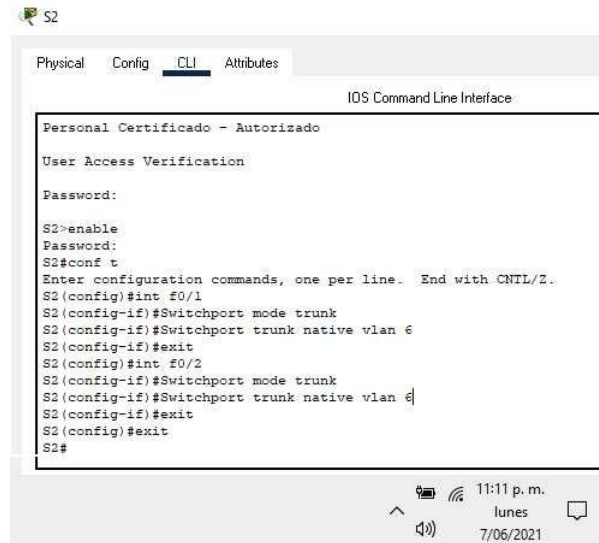 S2
Physical Config CLI Attributes
IOS Command Line Interface
Personal Certificado - Autorizado
User Access Verification
Password:
S2>enable
Password:
S2#conf t
Enter configuration commands, one per line. End with CNTL/Z.
S2(config)#int f0/1
S2(config-if)#Switchport mode trunk
S2(config-if)#Switchport trunk native vlan 6
S2(config-if)#exit
S2(config)#int f0/2
S2(config-if)#Switchport mode trunk
S2(config-if)#Switchport trunk native vlan 6
S2(config-if)#exit
S2(config)#exit
S2#
11:11 p. m.
lunes
7/06/2021